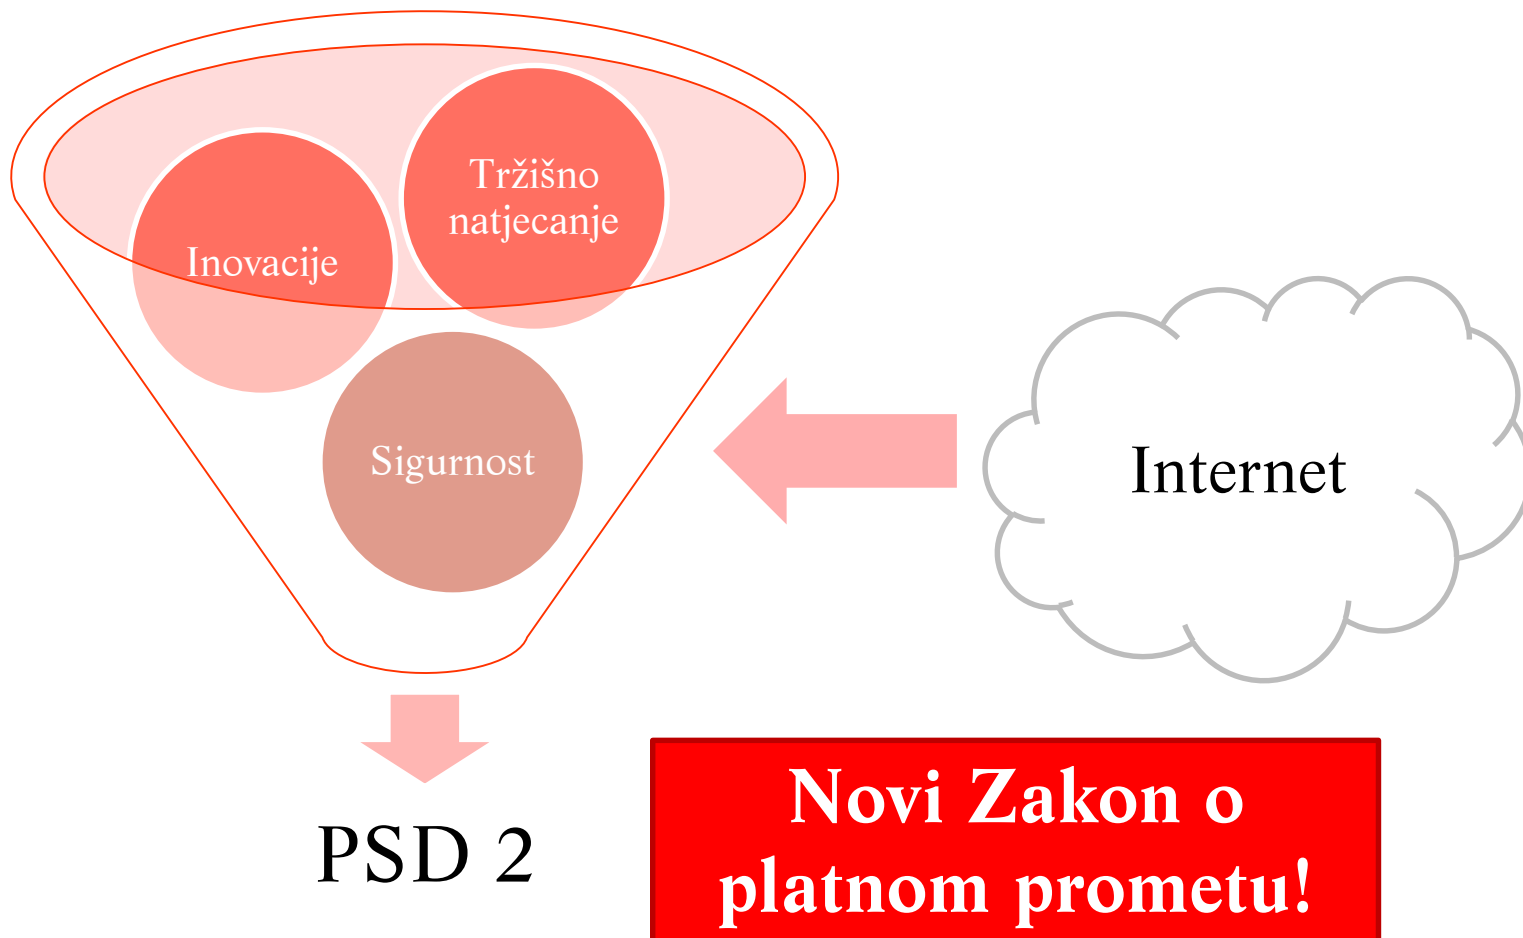 Tržišno
natjecanje
Inovacije
Sigurnost
Internet
PSD 2
Novi Zakon o
platnom prometu!